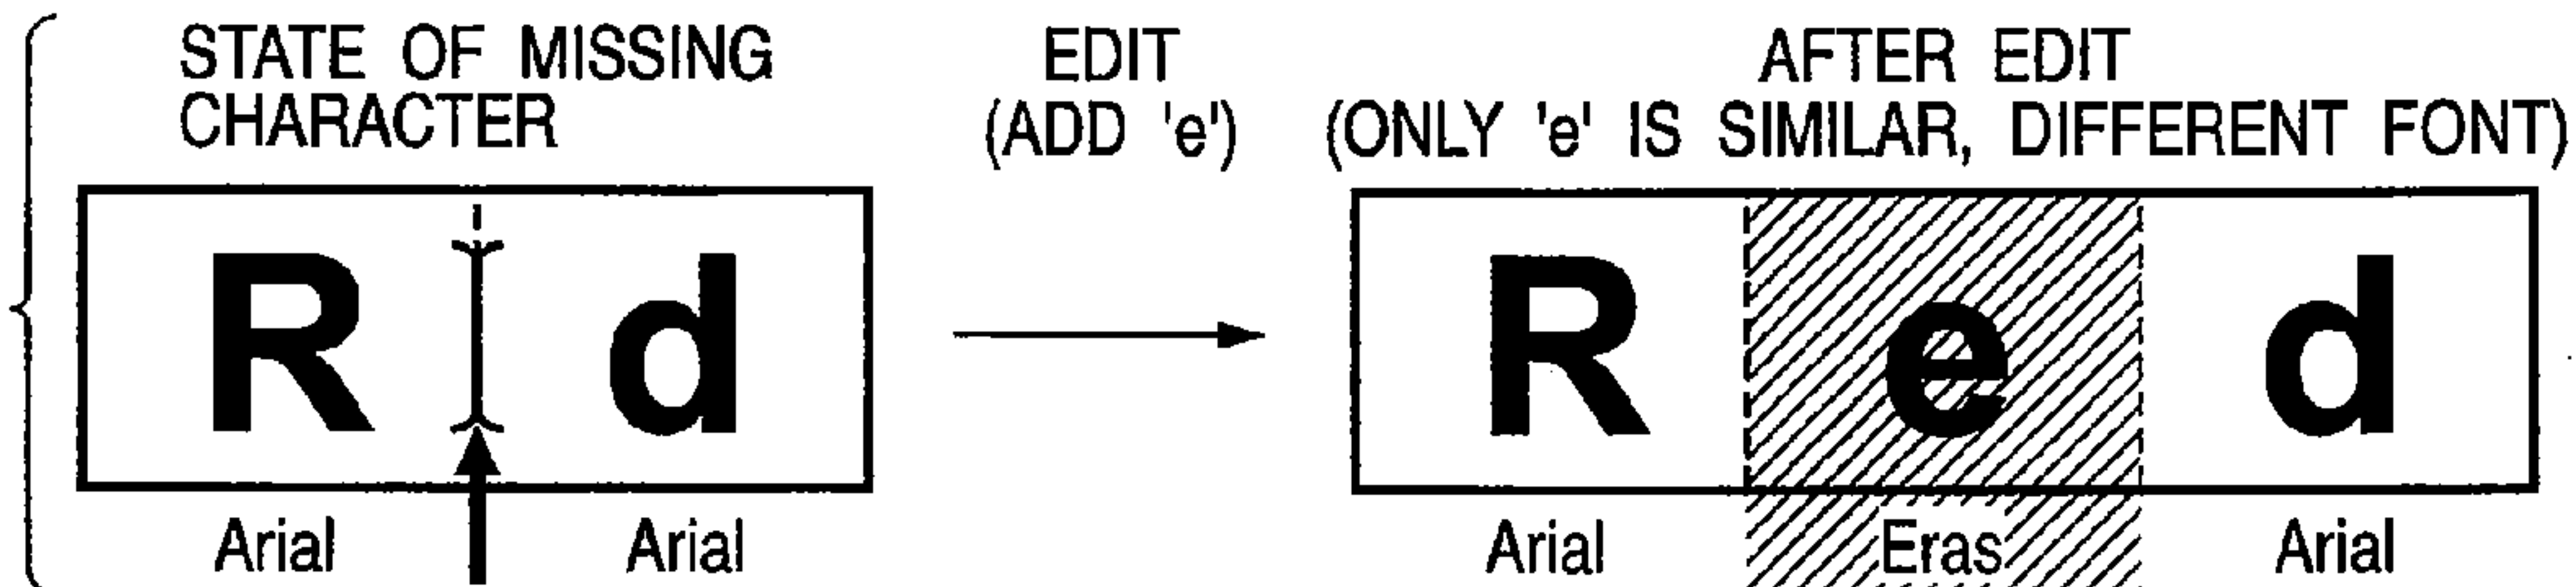 STATE OF MISSING
CHARACTER
EDIT
(ADD 'e')
AFTER EDIT
(ONLY 'e' IS SIMILAR, DIFFERENT FONT)
R d
Arial Arial
R e d
Arial Eras Arial